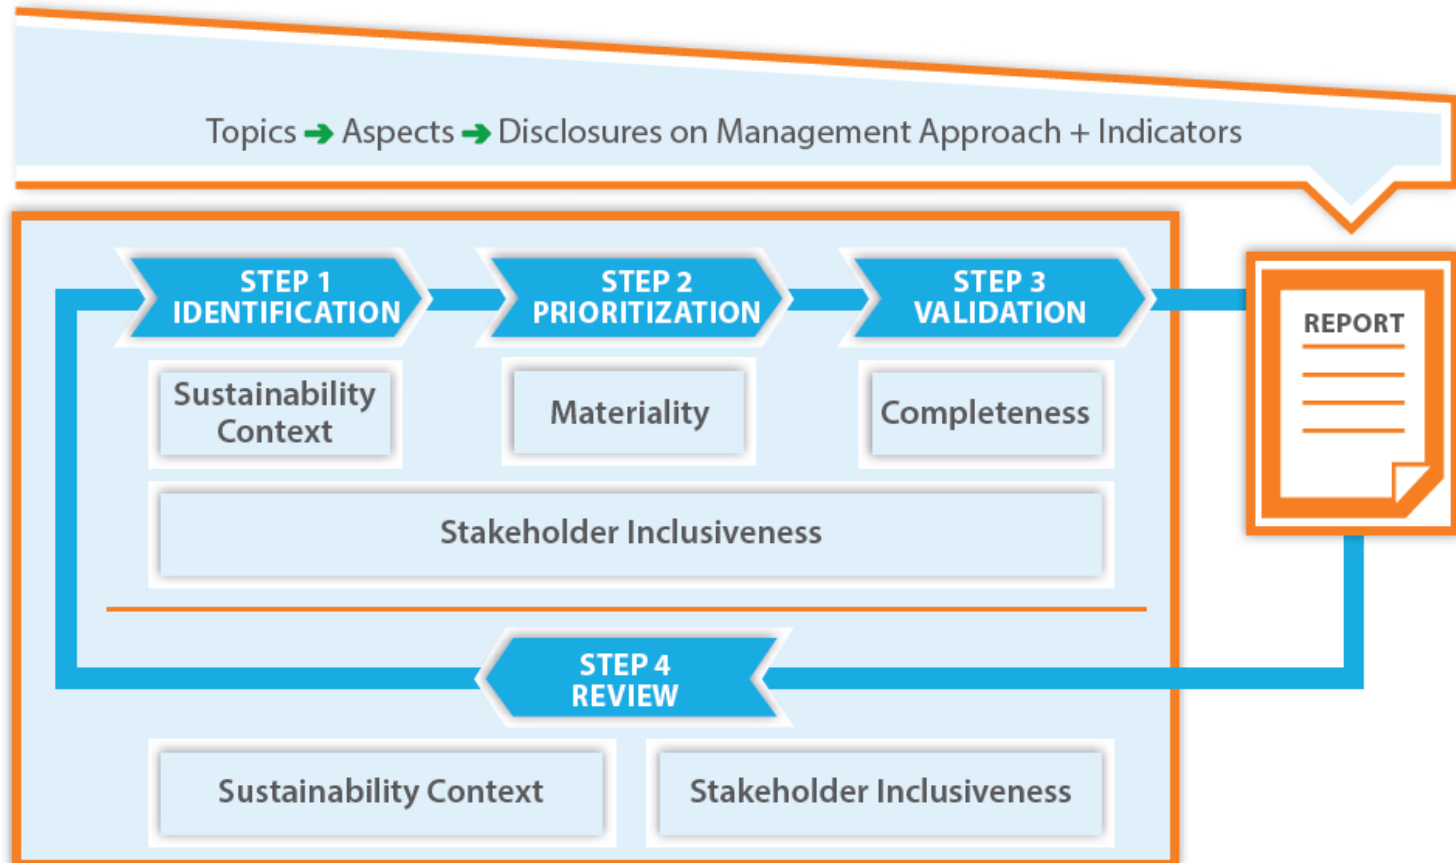 Topics ➔ Aspects ➔ Disclosures on Management Approach + Indicators
STEP 1
IDENTIFICATION
STEP 2
PRIORITIZATION
STEP 3
VALIDATION
REPORT
Sustainability
Context
Materiality
Completeness
Stakeholder Inclusiveness
STEP 4
REVIEW
Sustainability Context
Stakeholder Inclusiveness